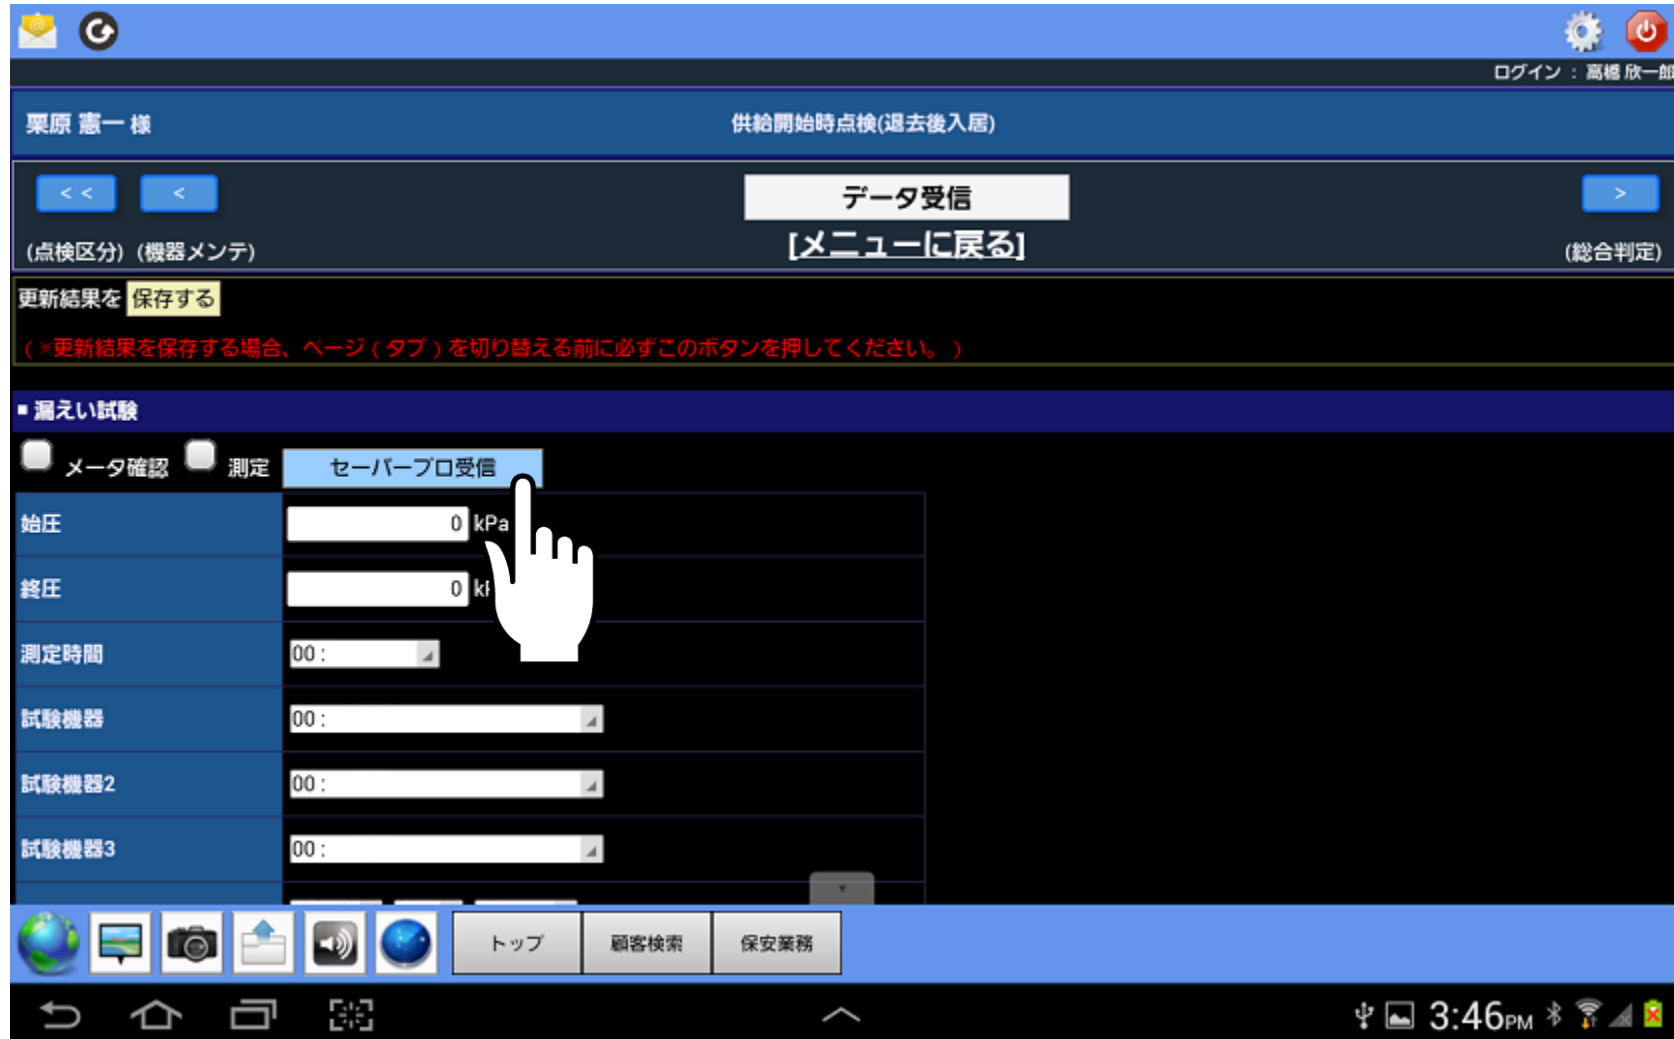 ログイン : 高橋 欣一郎
栗原 憲一 様
供給開始時点検(退去後入居)
<<
<
データ受信
>
(点検区分)
(機器メンテ)
[メニューに戻る]
(総合判定)
更新結果を 保存する
(※更新結果を保存する場合、ページ(タブ)を切り替える前に必ずこのボタンを押してください。)
■漏えい試験
メータ確認
測定
セーバープロ受信
始圧
0 kPa
終圧
0
測定時間
00 :
試験機器
00 :
試験機器2
00 :
試験機器3
00 :
トップ
顧客検索
保安業務
3:46PM